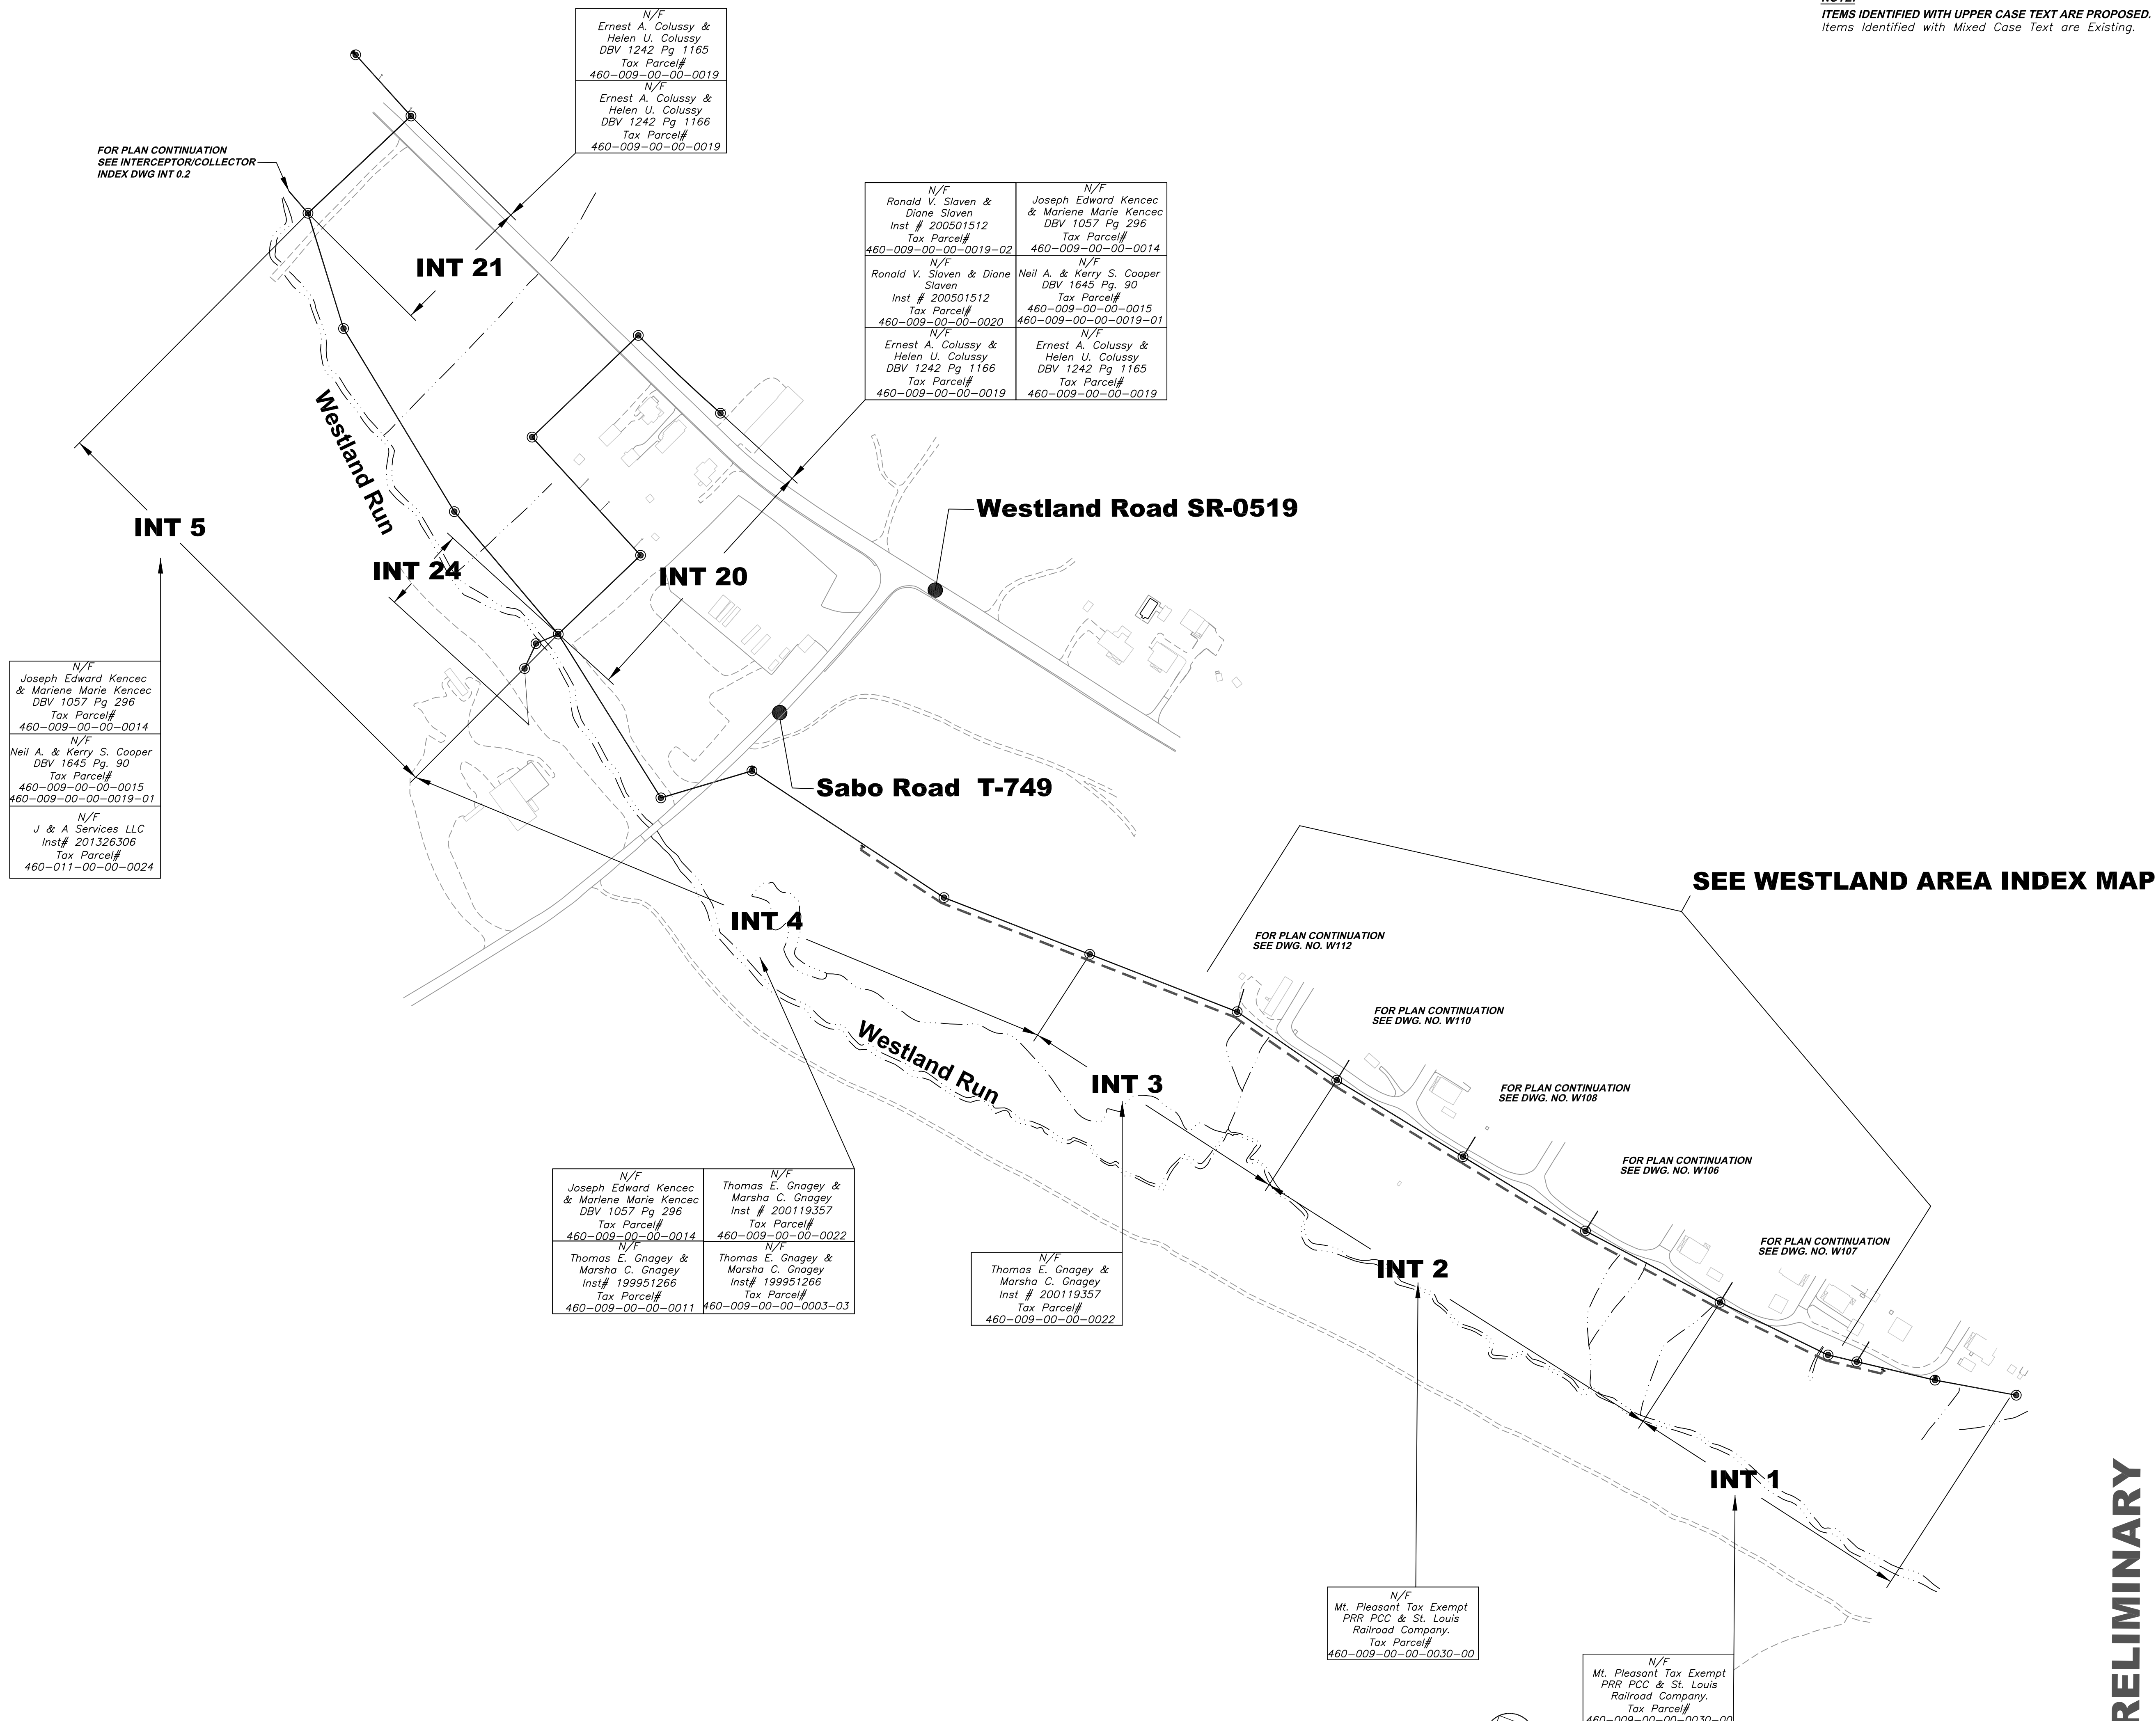 NOTE:
ITEMS IDENTIFIED WITH UPPER CASE TEXT ARE PROPOSED.
Items Identified with Mixed Case Text are Existing.
N/F
Ernest A. Colussy &
Helen U. Colussy
DBV 1242 Pg 1165
Tax Parcel#
460-009-00-00-0019
N/F
Ernest A. Colussy &
Helen U. Colussy
DBV 1242 Pg 1166
Tax Parcel#
460-009-00-00-0019
FOR PLAN CONTINUATION
SEE INTERCEPTOR/COLLECTOR
INDEX DWG INT 0.2
N/F
Ronald V. Slaven &
Diane Slaven
Inst # 200501512
Tax Parcel#
460-009-00-00-0019-02
N/F
Joseph Edward Kencec
& Mariene Marie Kencec
DBV 1057 Pg 296
Tax Parcel#
460-009-00-00-0014
N/F
Ronald V. Slaven & Diane
Slaven
Inst # 200501512
Tax Parcel#
460-009-00-00-0020
N/F
Neil A. & Kerry S. Cooper
DBV 1645 Pg. 90
Tax Parcel#
460-009-00-00-0015
460-009-00-00-0019-01
N/F
Ernest A. Colussy &
Helen U. Colussy
DBV 1242 Pg 1166
Tax Parcel#
460-009-00-00-0019
N/F
Ernest A. Colussy &
Helen U. Colussy
DBV 1242 Pg 1165
Tax Parcel#
460-009-00-00-0019
INT 21
Westland Run
INT 5
INT 24
INT 20
Westland Road SR-0519
N/F
Joseph Edward Kencec
& Mariene Marie Kencec
DBV 1057 Pg 296
Tax Parcel#
460-009-00-00-0014
N/F
Neil A. & Kerry S. Cooper
DBV 1645 Pg. 90
Tax Parcel#
460-009-00-00-0015
460-009-00-00-0019-01
N/F
J & A Services LLC
Inst# 201326306
Tax Parcel#
460-011-00-00-0024
Sabo Road T-749
SEE WESTLAND AREA INDEX MAP
INT 4
FOR PLAN CONTINUATION
SEE DWG. NO. W112
FOR PLAN CONTINUATION
SEE DWG. NO. W110
Westland Run
INT 3
FOR PLAN CONTINUATION
SEE DWG. NO. W108
FOR PLAN CONTINUATION
SEE DWG. NO. W106
FOR PLAN CONTINUATION
SEE DWG. NO. W107
N/F
Joseph Edward Kencec
& Marlene Marie Kencec
DBV 1057 Pg 296
Tax Parcel#
460-009-00-00-0014
N/F
Thomas E. Gnagey &
Marsha C. Gnagey
Inst # 200119357
Tax Parcel#
460-009-00-00-0022
N/F
Thomas E. Gnagey &
Marsha C. Gnagey
Inst# 199951266
Tax Parcel#
460-009-00-00-0011
N/F
Thomas E. Gnagey &
Marsha C. Gnagey
Inst# 199951266
Tax Parcel#
460-009-00-00-0003-03
N/F
Thomas E. Gnagey &
Marsha C. Gnagey
Inst # 200119357
Tax Parcel#
460-009-00-00-0022
INT 2
INT 1
N/F
Mt. Pleasant Tax Exempt
PRR PCC & St. Louis
Railroad Company.
Tax Parcel#
460-009-00-00-0030-00
N/F
Mt. Pleasant Tax Exempt
PRR PCC & St. Louis
Railroad Company.
Tax Parcel#
460-009-00-00-0030-00
RELIMINARY